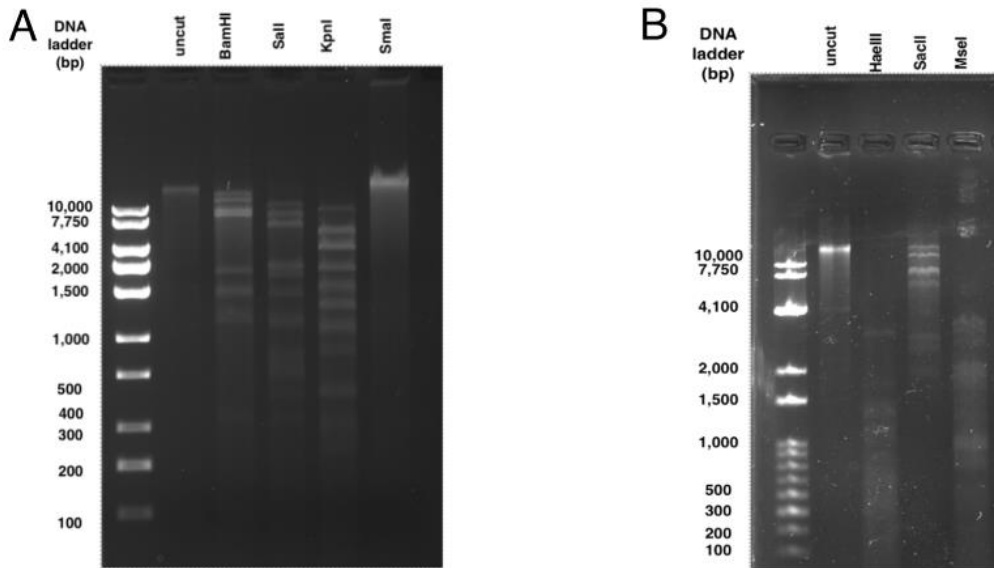 A
DNA
ladder
(bp)
uncut
BamHI
SalI
KpnI
SmaI
10,000
7,750
4,100
2,000
1,500
1,000
500
400
300
200
100
B
DNA
ladder
(bp)
uncut
HaeIII
SacII
MseI
10,000
7,750
4,100
2,000
1,500
1,000
500
300
200
100